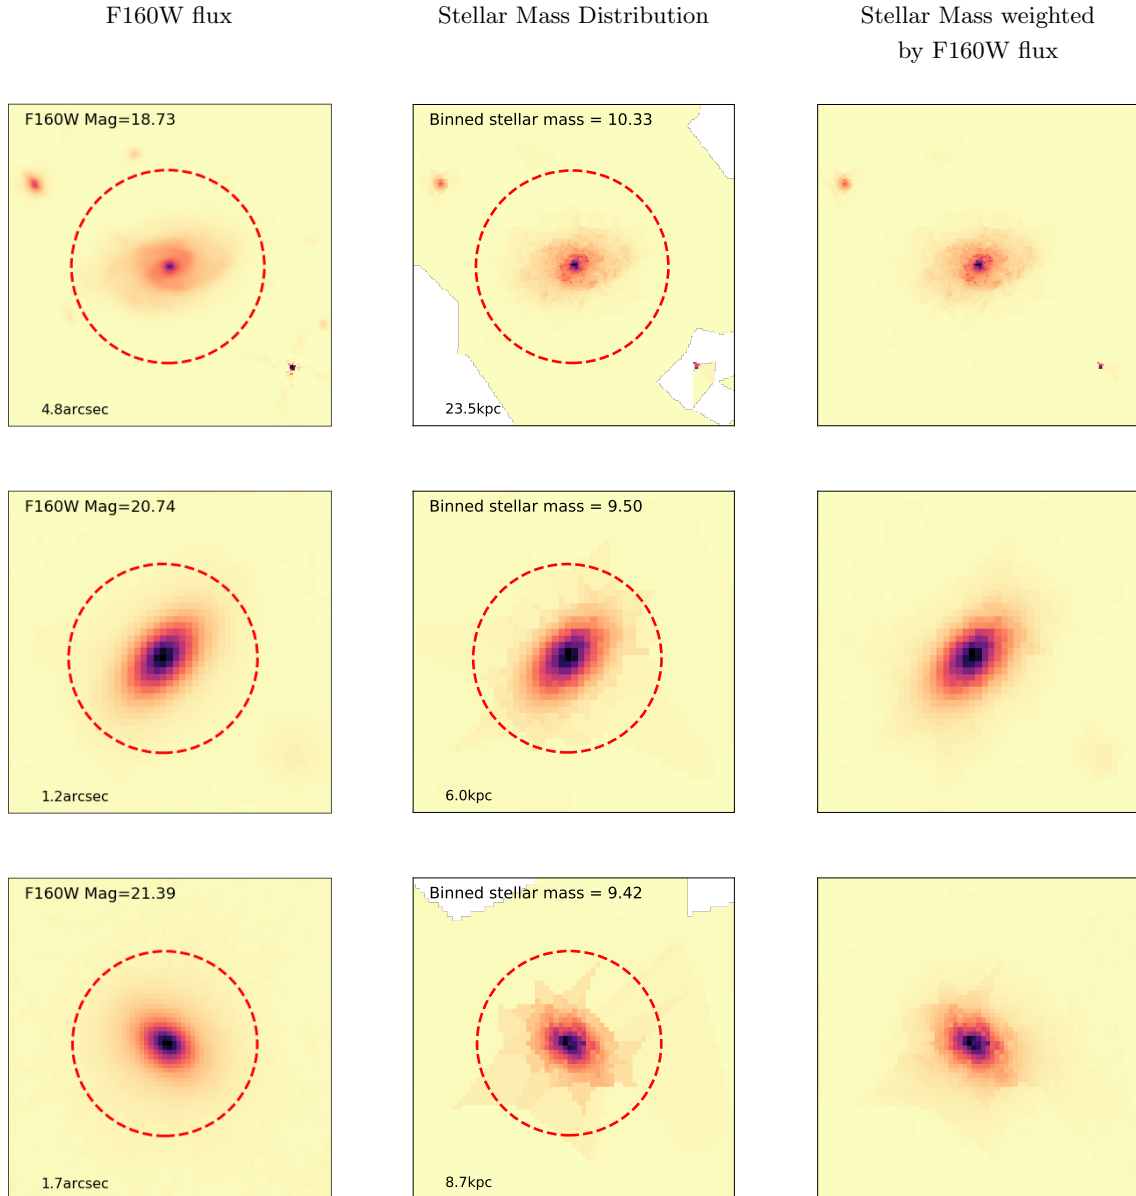 F160W flux
Stellar Mass Distribution
Stellar Mass weighted
by F160W flux
F160W Mag=18.73
Binned stellar mass = 10.33
4.8arcsec
23.5kpc
F160W Mag=20.74
Binned stellar mass = 9.50
1.2arcsec
6.0kpc
F160W Mag=21.39
Binned stellar mass = 9.42
1.7arcsec
8.7kpc